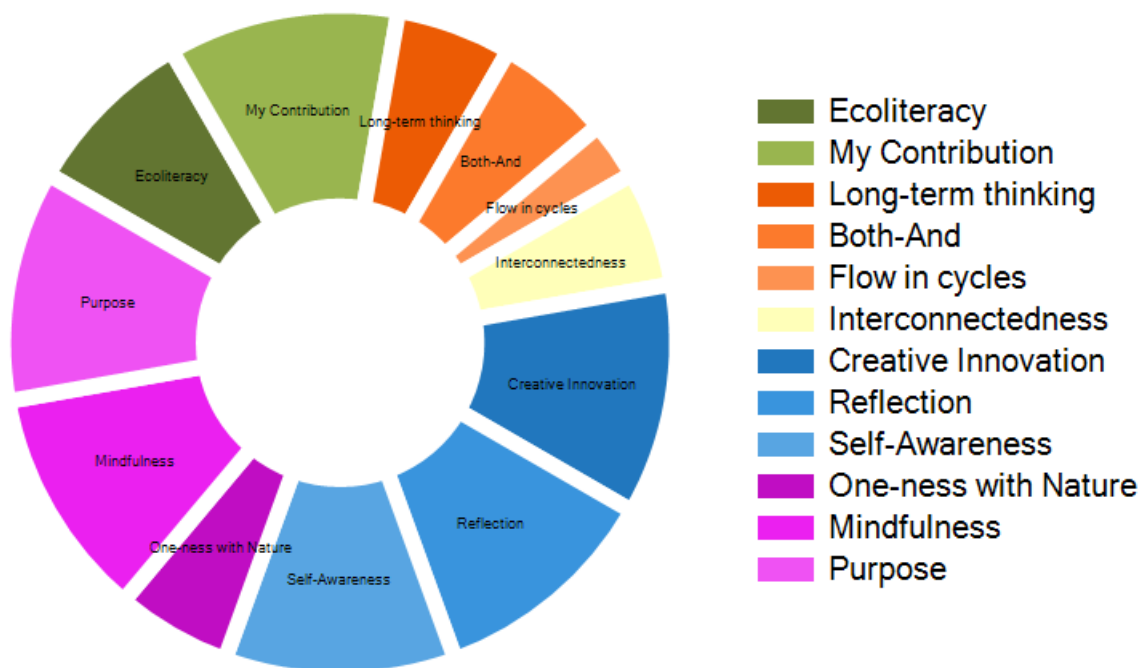 My Contribution
Long-term thinking
Both-And
Ecoliteracy
Flow in cycles
Interconnectedness
Purpose
Creative Innovation
Mindfulness
Reflection
One-ness with Nature
Self-Awareness
Ecoliteracy
My Contribution
Long-term thinking
Both-And
Flow in cycles
Interconnectedness
Creative Innovation
Reflection
Self-Awareness
One-ness with Nature
Mindfulness
Purpose